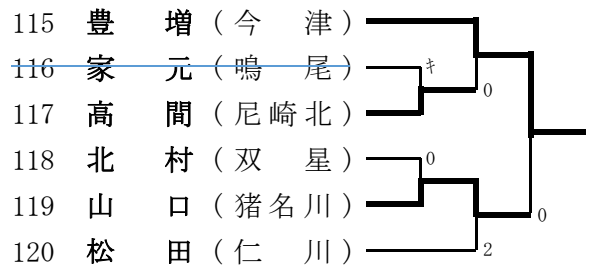 115 豊 増 ( 今 津 )
116 家 元 ( 鳴 尾 ) ｷ
0
117 高 間 ( 尼 崎 北 )
118 北 村 ( 双 星 ) 0
119 山 口 ( 猪 名 川 ) 0
120 松 田 ( 仁 川 ) 2